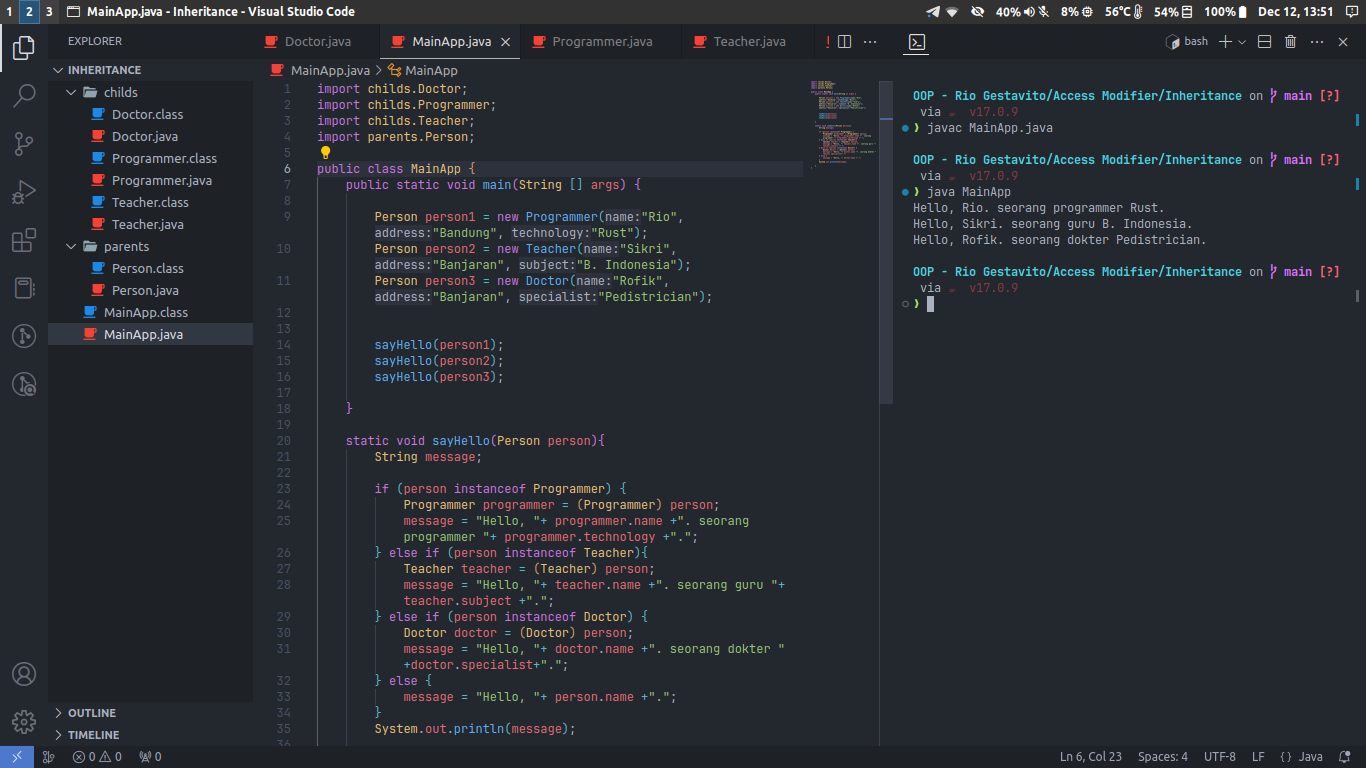 1 2 3 MainApp.java - Inheritance - Visual Studio Code 40% 8% 56°C 54% 100% Dec 12, 13:51
EXPLORER
INHERITANCE
childs
Doctor.class
Doctor.java
Programmer.class
Programmer.java
Teacher.class
Teacher.java
parents
Person.class
Person.java
MainApp.class
MainApp.java
OUTLINE
TIMELINE
Doctor.java MainApp.java Programmer.java Teacher.java !
MainApp.java > MainApp
1 import childs.Doctor;
2 import childs.Programmer;
3 import childs.Teacher;
4 import parents.Person;
5
6 public class MainApp {
7 public static void main(String [] args) {
8
9 Person person1 = new Programmer(name:"Rio",
address:"Bandung", technology:"Rust");
10 Person person2 = new Teacher(name:"Sikri",
address:"Banjaran", subject:"B. Indonesia");
11 Person person3 = new Doctor(name:"Rofik",
address:"Banjaran", specialist:"Pedistrician");
12
13
14 sayHello(person1);
15 sayHello(person2);
16 sayHello(person3);
17
18 }
19
20 static void sayHello(Person person){
21 String message;
22
23 if (person instanceof Programmer) {
24 Programmer programmer = (Programmer) person;
25 message = "Hello, "+ programmer.name +". seorang
programmer "+ programmer.technology +".";
26 } else if (person instanceof Teacher){
27 Teacher teacher = (Teacher) person;
28 message = "Hello, "+ teacher.name +". seorang guru "+
teacher.subject +".";
29 } else if (person instanceof Doctor) {
30 Doctor doctor = (Doctor) person;
31 message = "Hello, "+ doctor.name +". seorang dokter "
+doctor.specialist+".";
32 } else {
33 message = "Hello, "+ person.name +".";
34 }
35 System.out.println(message);
36
bash
OOP - Rio Gestavito/Access Modifier/Inheritance on main [?]
via v17.0.9
❯ javac MainApp.java
OOP - Rio Gestavito/Access Modifier/Inheritance on main [?]
via v17.0.9
❯ java MainApp
Hello, Rio. seorang programmer Rust.
Hello, Sikri. seorang guru B. Indonesia.
Hello, Rofik. seorang dokter Pedistrician.
OOP - Rio Gestavito/Access Modifier/Inheritance on main [?]
via v17.0.9
❯
0 0 0 Ln 6, Col 23 Spaces: 4 UTF-8 LF {} Java